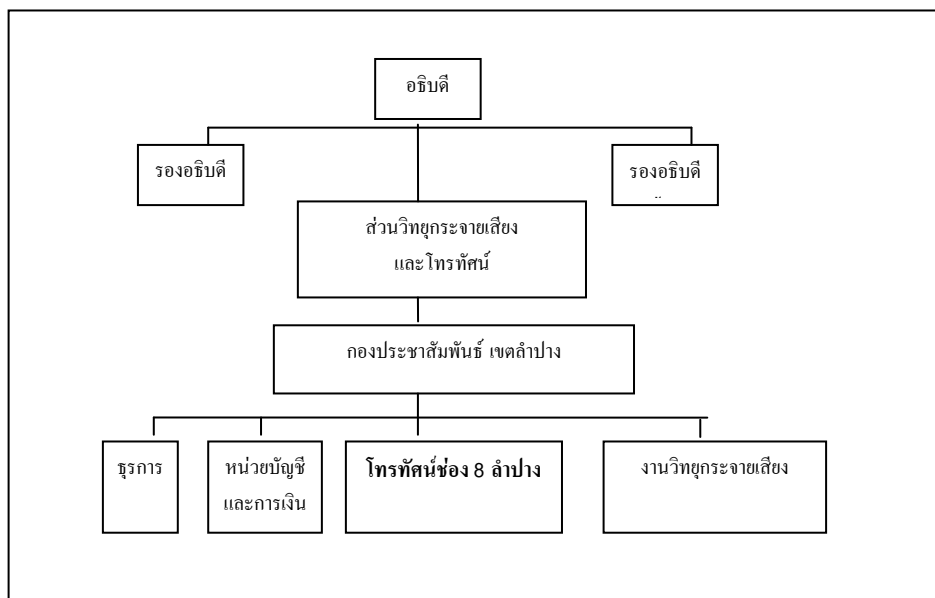 อธิบดี
รองอธิบดี
รองอธิบดี
ส่วนวิทยุกระจายเสียง
และโทรทัศน์
กองประชาสัมพันธ์ เขตลำปาง
ธุรการ
หน่วยบัญชี
และการเงิน
โทรทัศน์ช่อง 8 ลำปาง
งานวิทยุกระจายเสียง